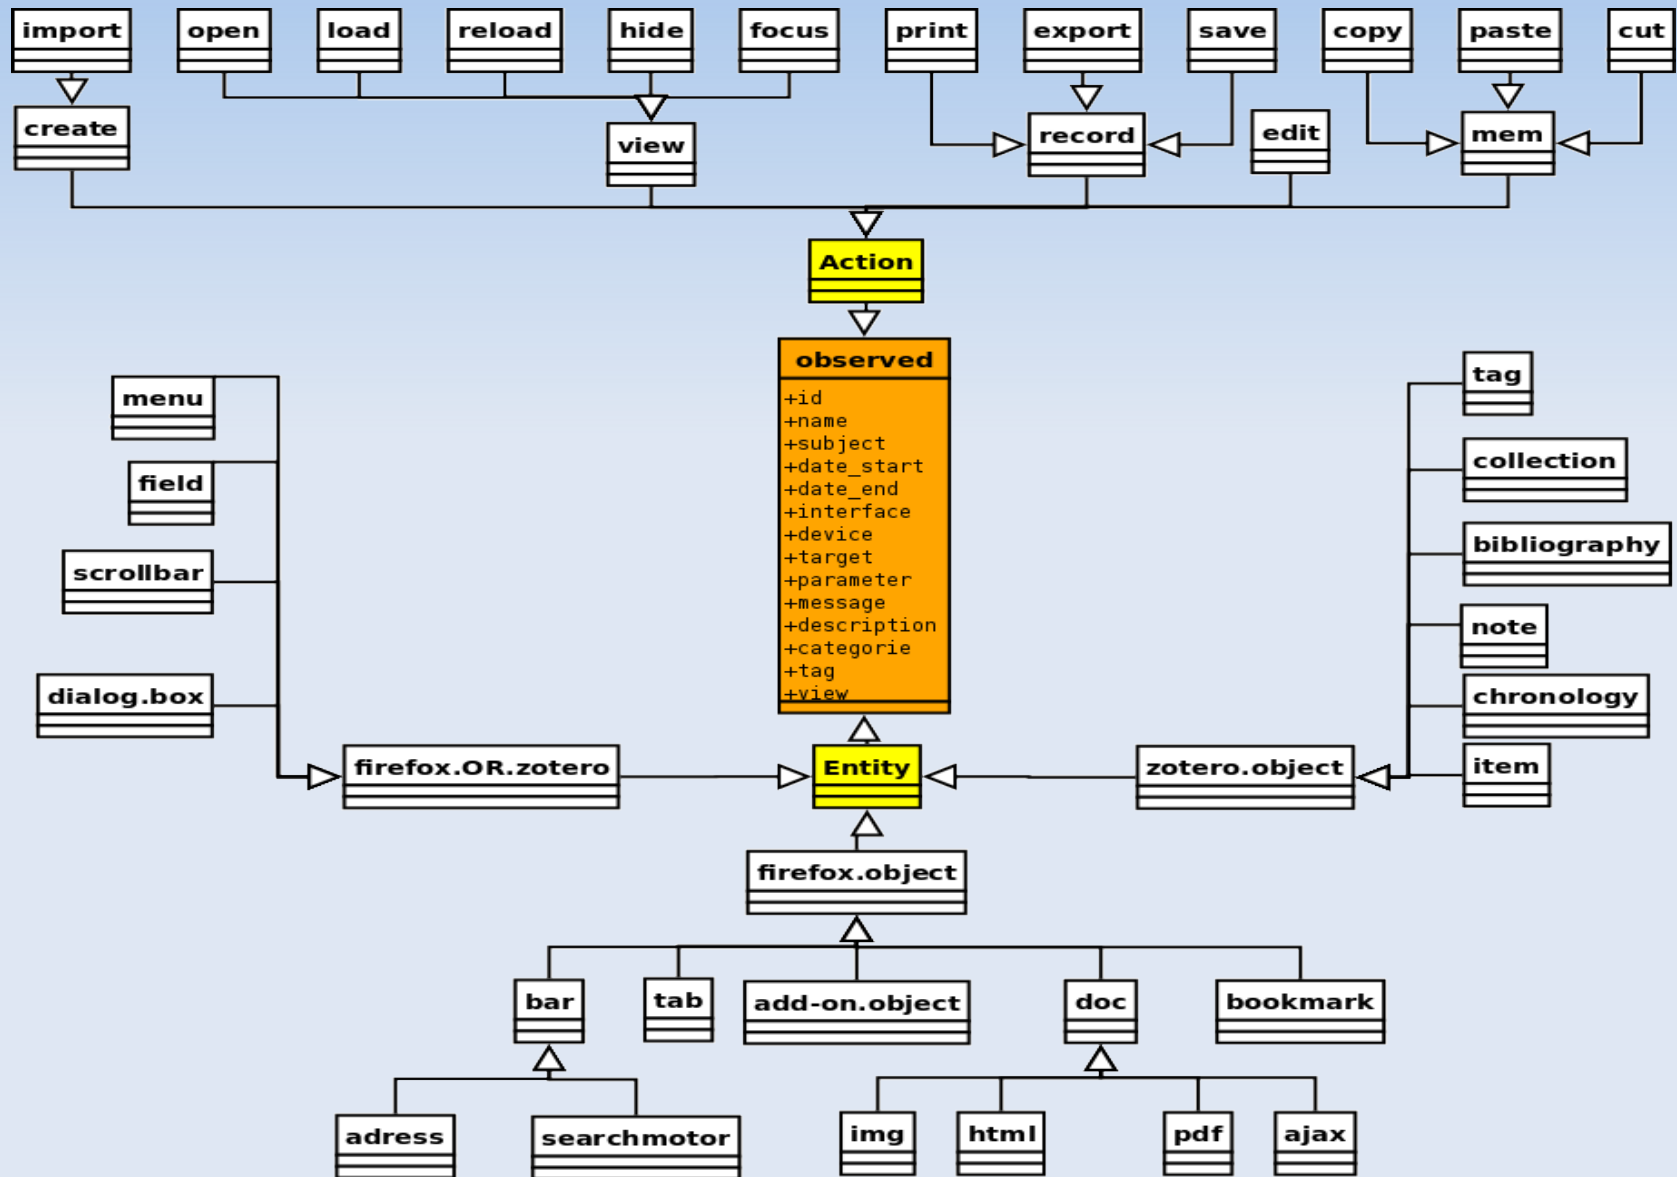 import
open
load
reload
hide
focus
print
export
save
copy
paste
cut
create
view
record
edit
mem
Action
observed
+id
+name
+subject
+date_start
+date_end
+interface
+device
+target
+parameter
+message
+description
+categorie
+tag
+view
menu
field
scrollbar
dialog.box
tag
collection
bibliography
note
chronology
item
firefox.OR.zotero
Entity
zotero.object
firefox.object
bar
tab
add-on.object
doc
bookmark
adress
searchmotor
img
html
pdf
ajax